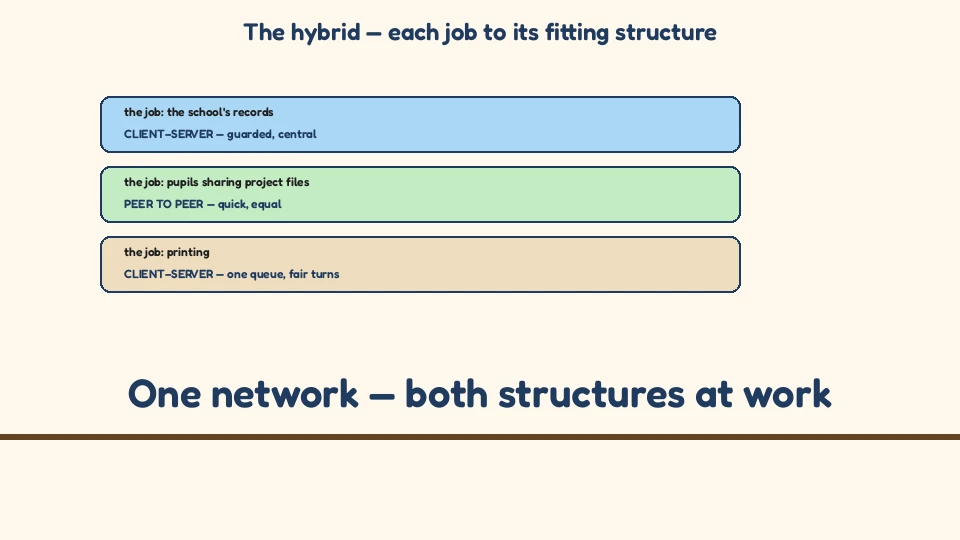 The hybrid — each job to its fitting structure
the job: the school's records
CLIENT–SERVER — guarded, central
the job: pupils sharing project files
PEER TO PEER — quick, equal
the job: printing
CLIENT–SERVER — one queue, fair turns
One network — both structures at work